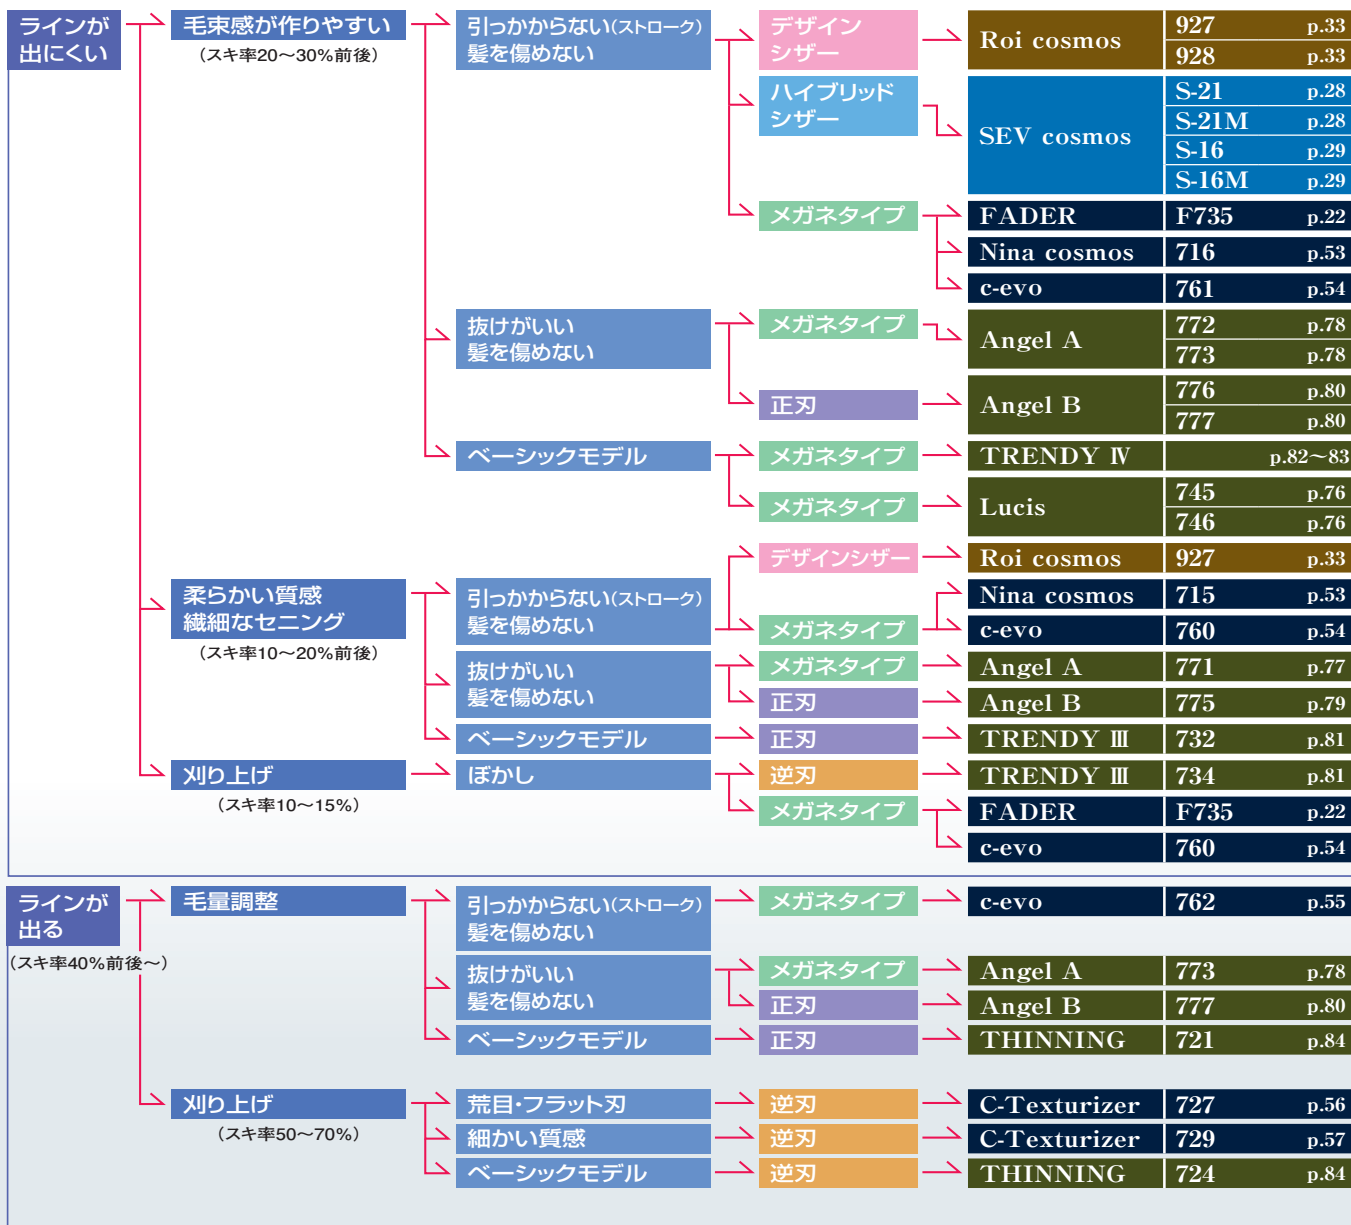 ラインが
出にくい
毛束感が作りやすい
(スキ率20〜30%前後)
引っかからない(ストローク)
髪を傷めない
デザイン
シザー
Roi cosmos
927 p.33
928 p.33
ハイブリッド
シザー
SEV cosmos
S-21 p.28
S-21M p.28
S-16 p.29
S-16M p.29
メガネタイプ
FADER F735 p.22
Nina cosmos 716 p.53
c-evo 761 p.54
抜けがいい
髪を傷めない
メガネタイプ
Angel A
772 p.78
773 p.78
正刃
Angel B
776 p.80
777 p.80
ベーシックモデル
メガネタイプ
TRENDY Ⅳ p.82〜83
メガネタイプ
Lucis
745 p.76
746 p.76
柔らかい質感
繊細なセニング
(スキ率10〜20%前後)
引っかからない(ストローク)
髪を傷めない
デザインシザー
Roi cosmos 927 p.33
メガネタイプ
Nina cosmos 715 p.53
c-evo 760 p.54
抜けがいい
髪を傷めない
メガネタイプ
Angel A 771 p.77
正刃
Angel B 775 p.79
ベーシックモデル
正刃
TRENDY Ⅲ 732 p.81
刈り上げ
(スキ率10〜15%)
ぼかし
逆刃
TRENDY Ⅲ 734 p.81
メガネタイプ
FADER F735 p.22
c-evo 760 p.54
ラインが
出る
(スキ率40%前後〜)
毛量調整
引っかからない(ストローク)
髪を傷めない
メガネタイプ
c-evo 762 p.55
抜けがいい
髪を傷めない
メガネタイプ
Angel A 773 p.78
正刃
Angel B 777 p.80
ベーシックモデル
正刃
THINNING 721 p.84
刈り上げ
(スキ率50〜70%)
荒目・フラット刃
逆刃
C-Texturizer 727 p.56
細かい質感
逆刃
C-Texturizer 729 p.57
ベーシックモデル
逆刃
THINNING 724 p.84